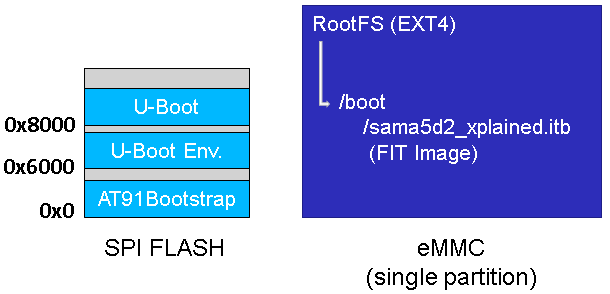 U-Boot
0x8000
U-Boot Env.
0x6000
AT91Bootstrap
0x0
SPI FLASH
RootFS (EXT4)
/boot
/sama5d2_xplained.itb
(FIT Image)
eMMC
(single partition)